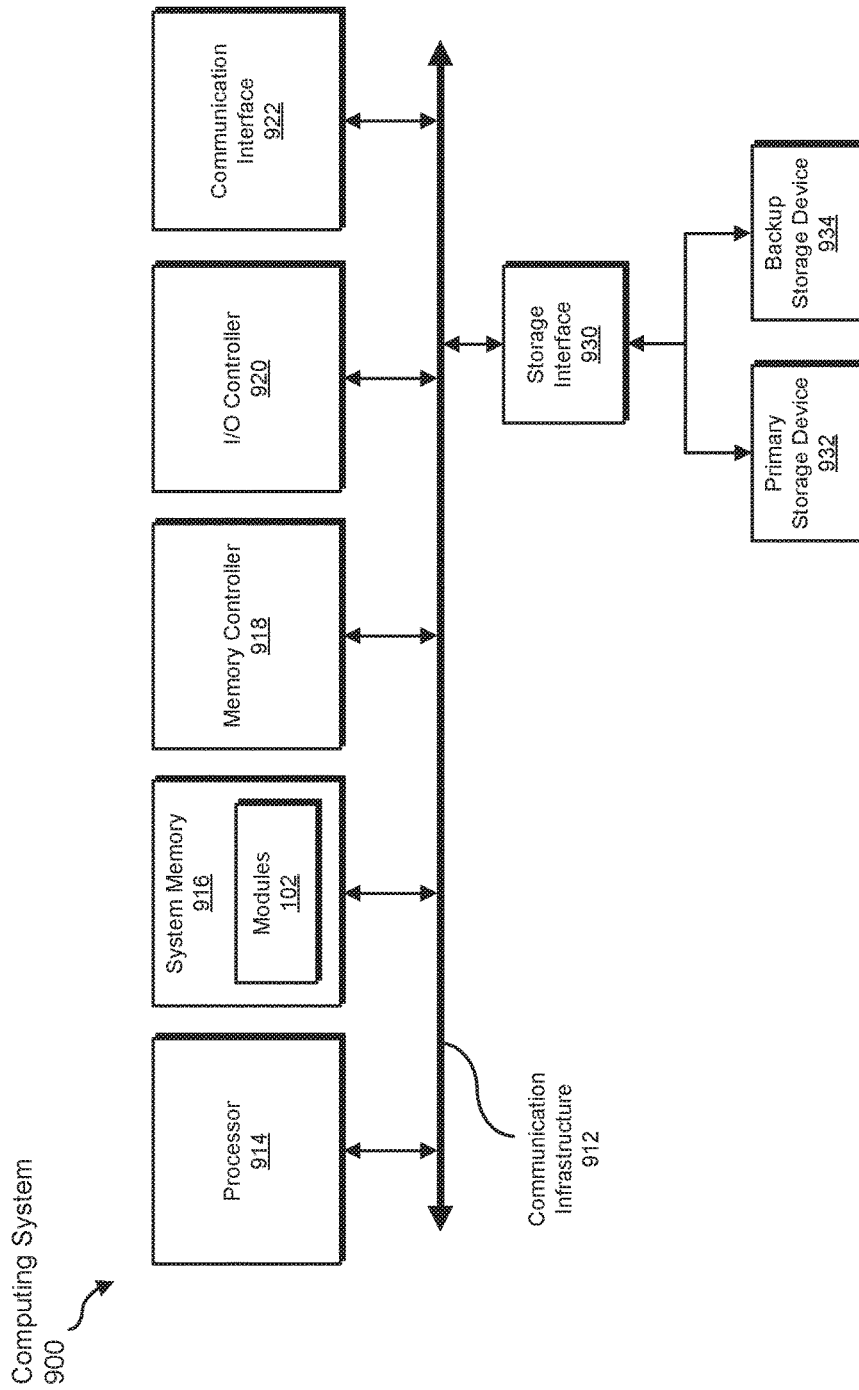 Computing System
900
Processor
914
System Memory
916
Modules
102
Memory Controller
918
I/O Controller
920
Communication
Interface
922
Communication
Infrastructure
912
Storage
Interface
930
Primary
Storage Device
932
Backup
Storage Device
934